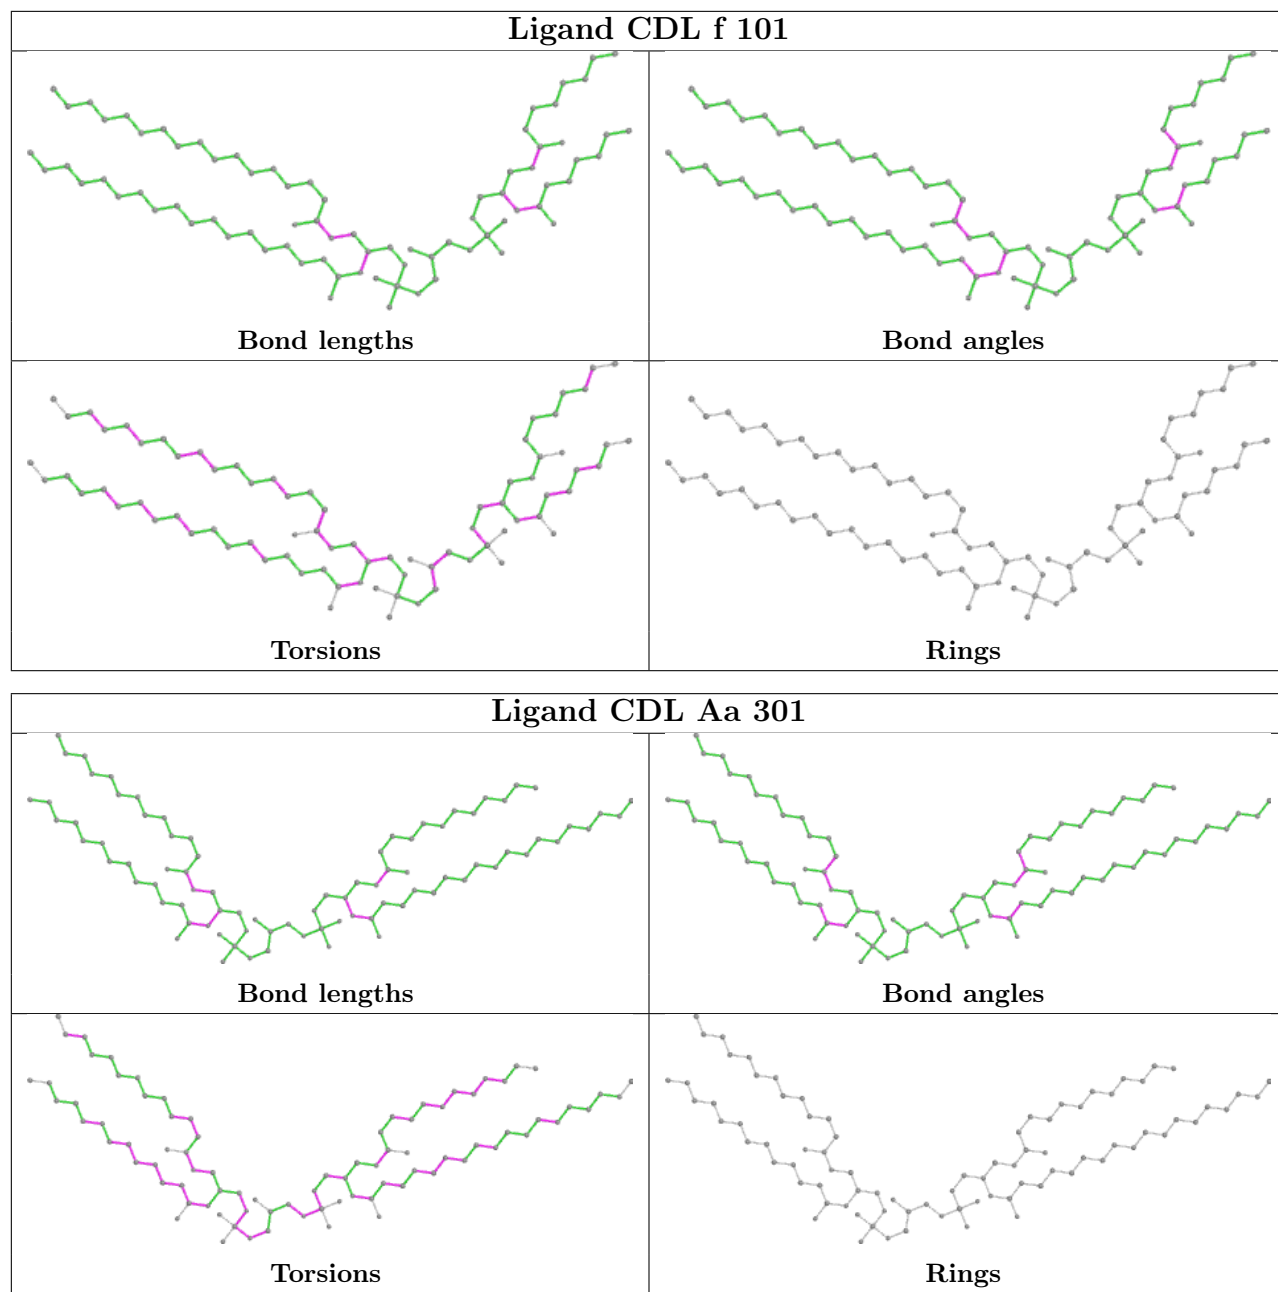 Ligand CDL f 101
Bond lengths
Bond angles
Torsions
Rings
Ligand CDL Aa 301
Bond lengths
Bond angles
Torsions
Rings